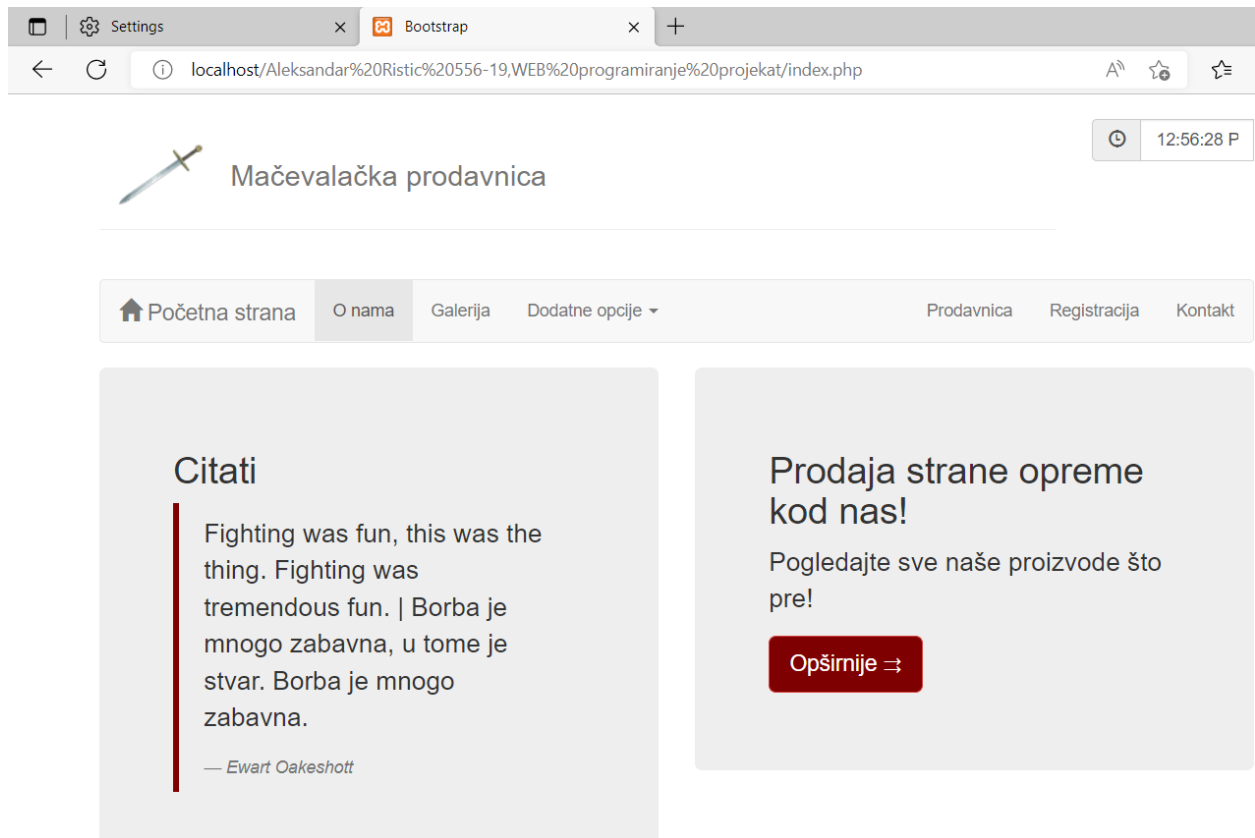 Settings
Bootstrap
localhost/Aleksandar%20Ristic%20556-19,WEB%20programiranje%20projekat/index.php
12:56:28 P
Mačevalačka prodavnica
Početna strana O nama Galerija Dodatne opcije Prodavnica Registracija Kontakt
Citati
Fighting was fun, this was the
thing. Fighting was
tremendous fun. | Borba je
mnogo zabavna, u tome je
stvar. Borba je mnogo
zabavna.
— Ewart Oakeshott
Prodaja strane opreme
kod nas!
Pogledajte sve naše proizvode što
pre!
Opširnije ⇉